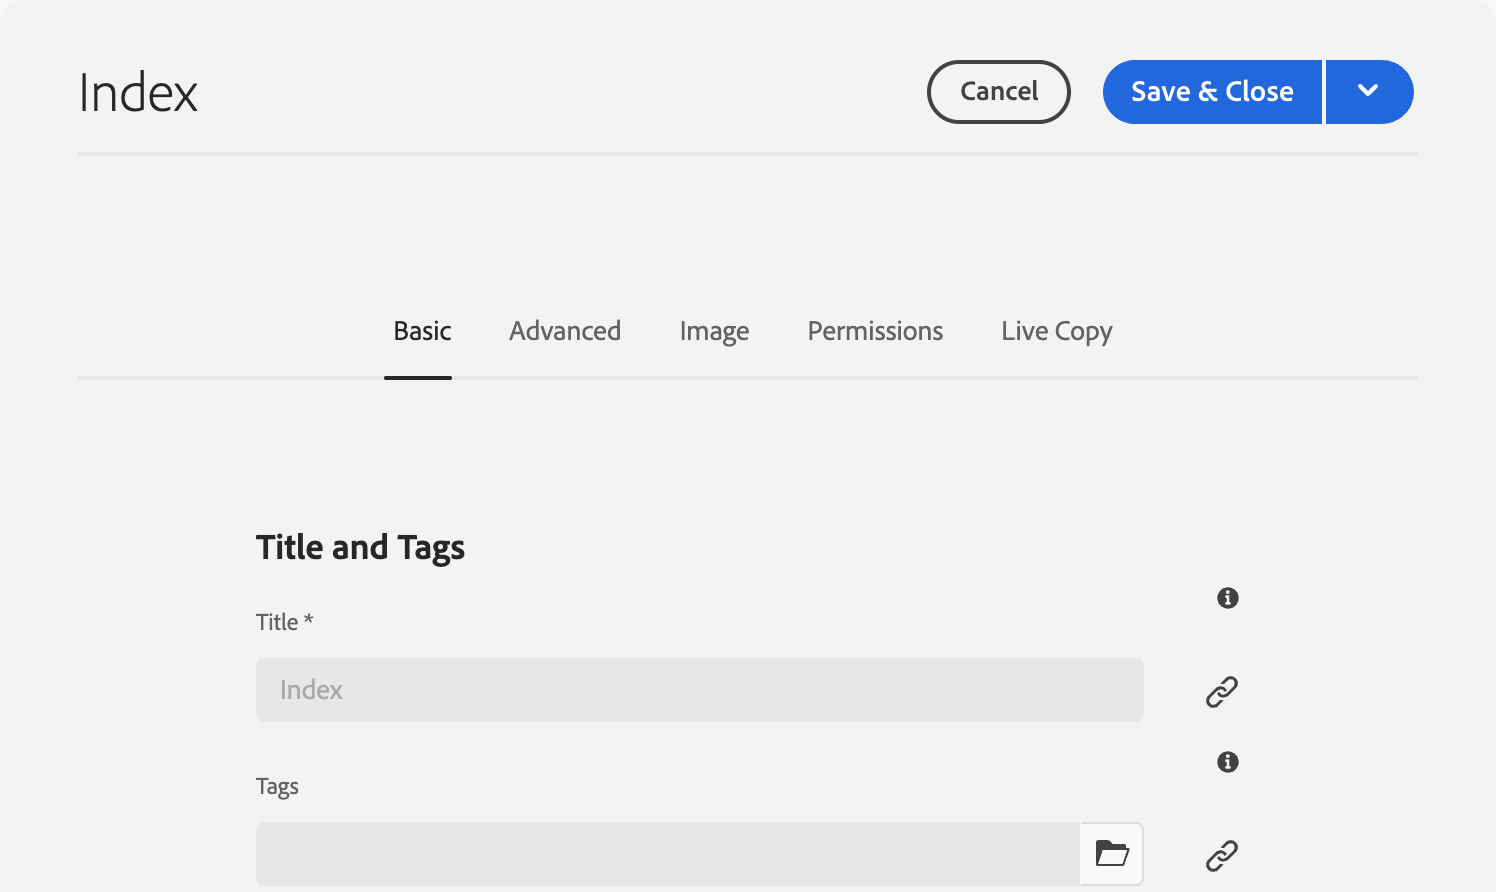 Index
Cancel
Save & Close
Basic Advanced Image Permissions Live Copy
Title and Tags
Title *
Index
Tags